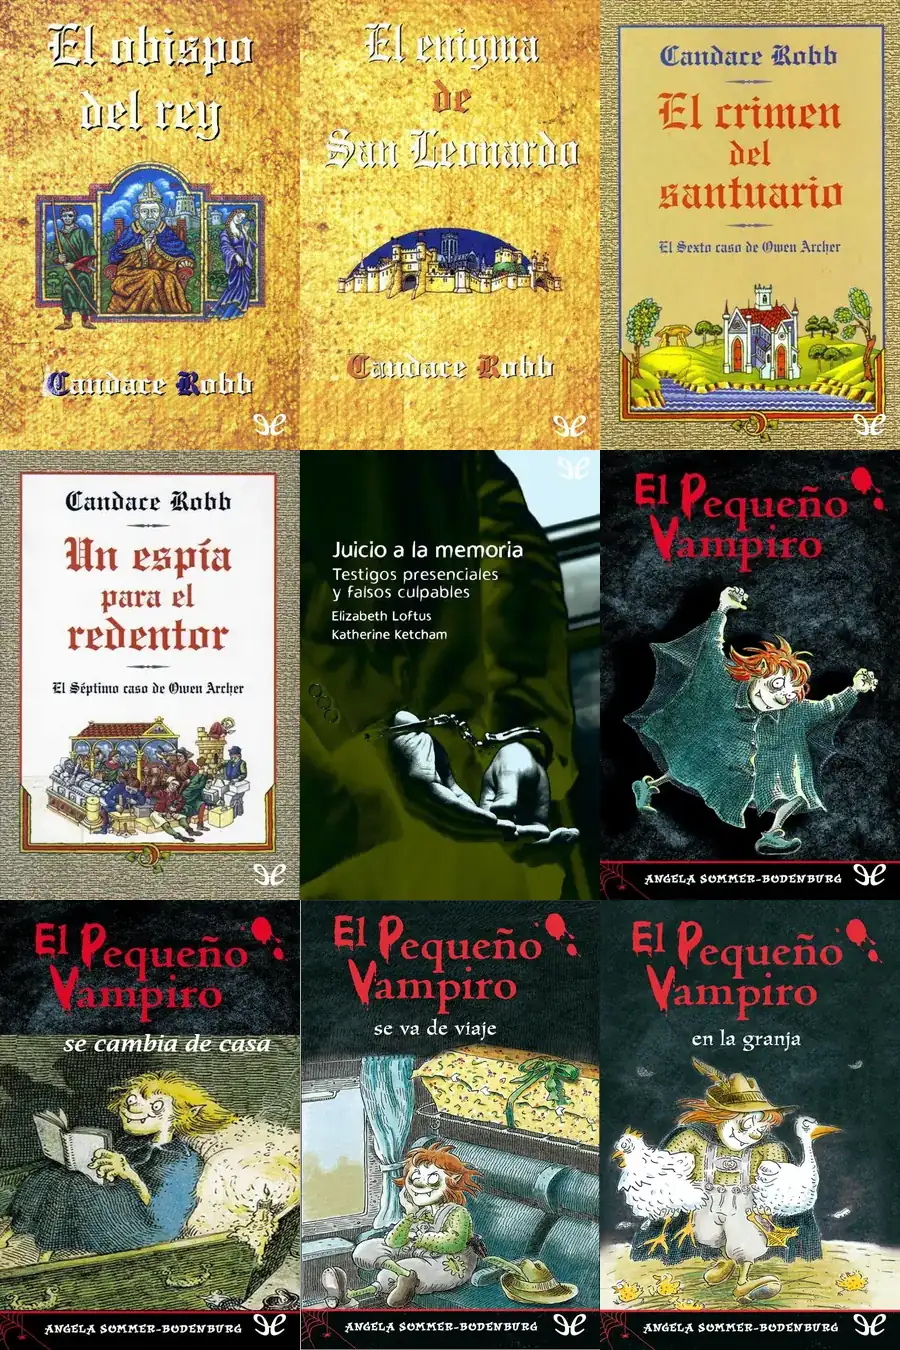 El obispo
del rey
Candace Robb
El enigma
de
San Leonardo
Candace Robb
Candace Robb
El crimen
del
santuario
El Sexto caso de Owen Archer
Candace Robb
Un espía
para el
redentor
El Séptimo caso de Owen Archer
Juicio a la memoria
Testigos presenciales
y falsos culpables
Elizabeth Loftus
Katherine Ketcham
El Pequeño
Vampiro
ANGELA SOMMER-BODENBURG
El Pequeño
Vampiro
se cambia de casa
ANGELA SOMMER-BODENBURG
El Pequeño
Vampiro
se va de viaje
ANGELA SOMMER-BODENBURG
El Pequeño
Vampiro
en la granja
ANGELA SOMMER-BODENBURG